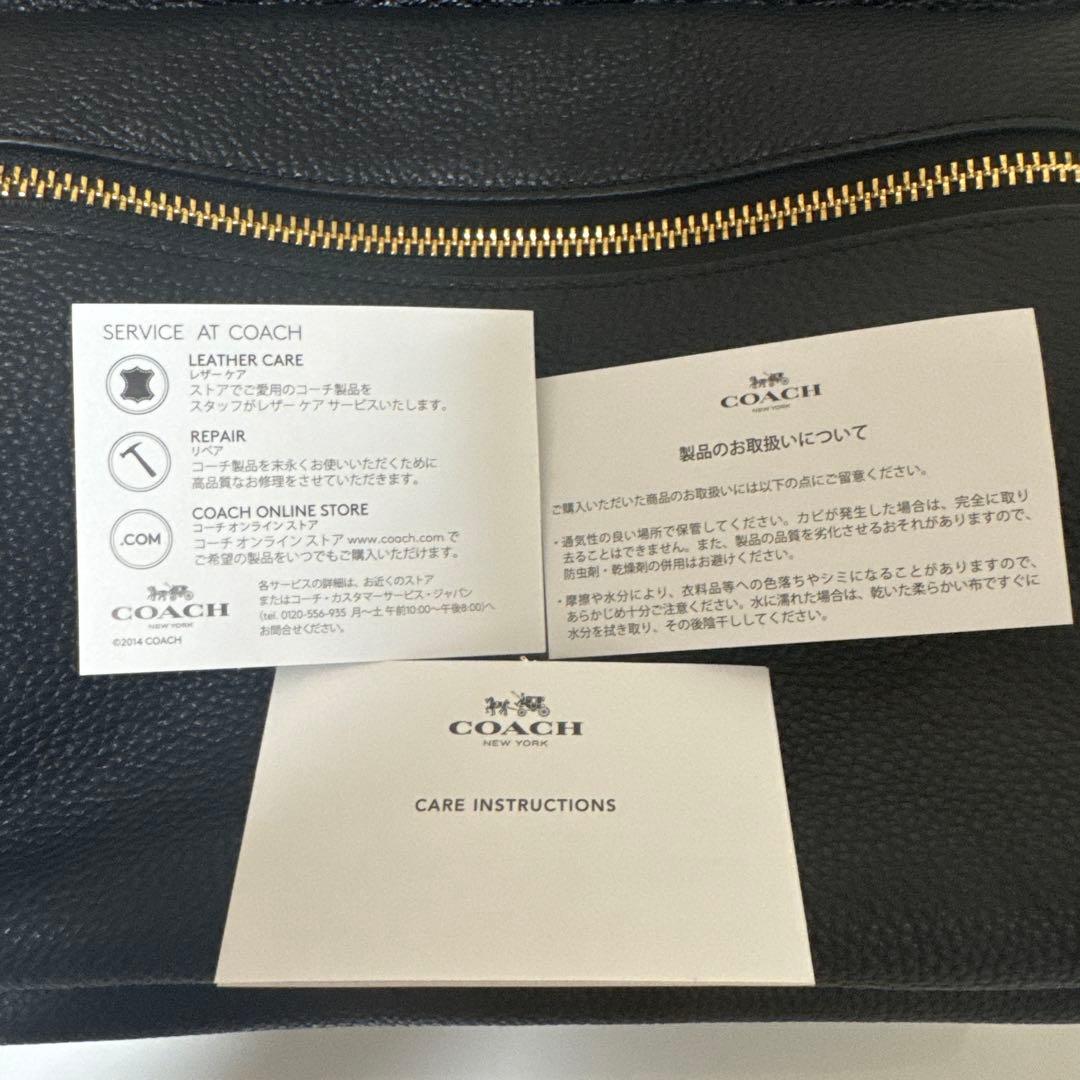 SERVICE AT COACH
LEATHER CARE
レザー ケア
ストアでご愛用のコーチ製品を
スタッフがレザー ケア サービスいたします。
REPAIR
リペア
コーチ製品を末永くお使いいただくために
高品質なお修理をさせていただきます。
.COM
COACH ONLINE STORE
コーチ オンライン ストア
コーチ オンライン ストア www.coach.com で
ご希望の製品をいつでもご購入いただけます。
COACH
NEW YORK
©2014 COACH
各サービスの詳細は、お近くのストア
またはコーチ・カスタマーサービス・ジャパン
(tel. 0120-556-935 月〜土 午前10:00〜午後8:00)へ
お問合せください。
COACH
NEW YORK
製品のお取扱いについて
ご購入いただいた商品のお取扱いには以下の点にご留意ください。
・通気性の良い場所で保管してください。カビが発生した場合は、完全に取り
去ることはできません。また、製品の品質を劣化させるおそれがありますので、
防虫剤・乾燥剤の併用はお避けください。
・摩擦や水分により、衣料品等への色落ちやシミになることがありますので、
あらかじめ十分ご注意ください。水に濡れた場合は、乾いた柔らかい布ですぐに
水分を拭き取り、その後陰干ししてください。
COACH
NEW YORK
CARE INSTRUCTIONS